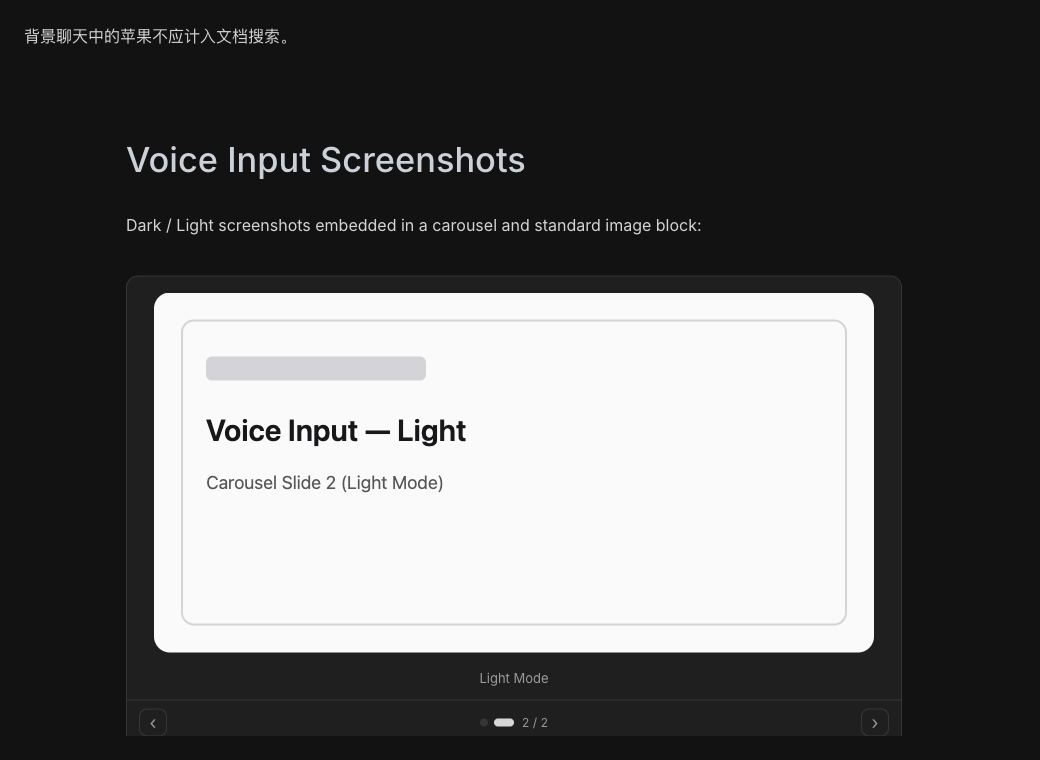 背景聊天中的苹果不应计入文档搜索。
Voice Input Screenshots
Dark / Light screenshots embedded in a carousel and standard image block:
Voice Input — Light
Carousel Slide 2 (Light Mode)
Light Mode
‹ 2 / 2 ›